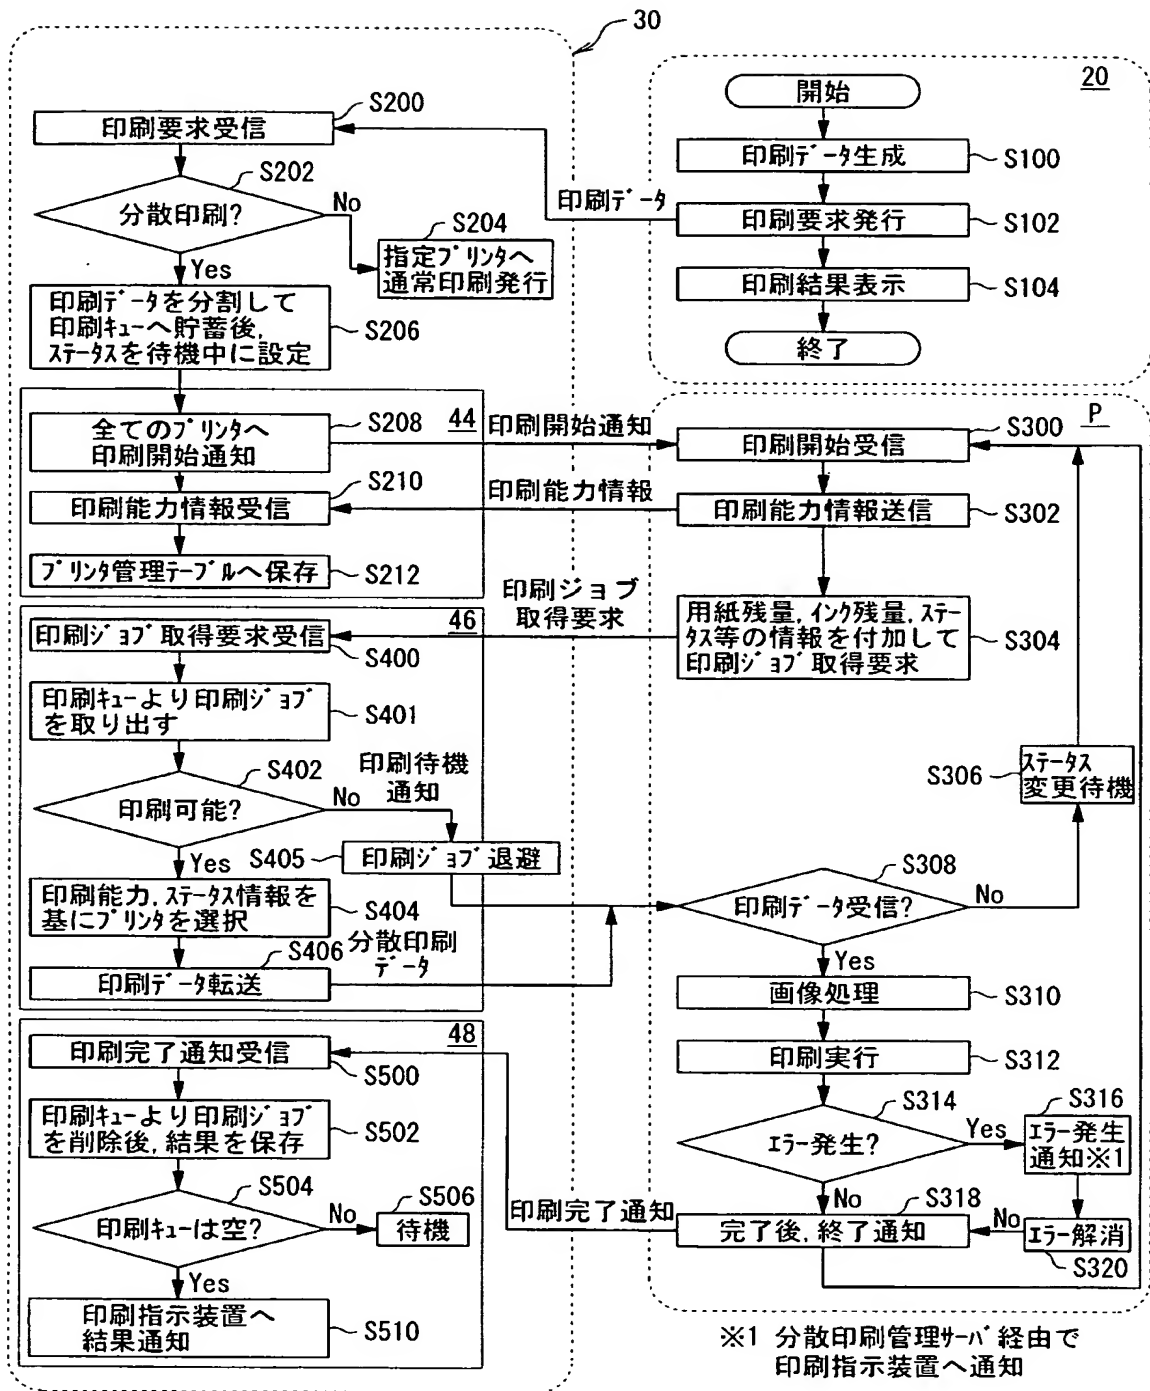 30
S200
印刷要求受信
S202
分散印刷?
No
S204
指定プリンタへ
通常印刷発行
Yes
印刷データを分割して
印刷キューへ貯蓄後,
ステータスを待機中に設定
S206
20
開始
印刷データ生成
S100
印刷データ
印刷要求発行
S102
印刷結果表示
S104
終了
44
全てのプリンタへ
印刷開始通知
S208
印刷能力情報受信
S210
プリンタ管理テーブルへ保存
S212
印刷開始通知
印刷能力情報
印刷ジョブ
取得要求
P
印刷開始受信
S300
印刷能力情報送信
S302
用紙残量,インク残量,ステー
タス等の情報を付加して
印刷ジョブ取得要求
S304
ステータス
変更待機
S306
46
印刷ジョブ取得要求受信
S400
印刷キューより印刷ジョブ
を取り出す
S401
S402
印刷可能?
No
印刷待機
通知
S405
印刷ジョブ退避
Yes
印刷能力,ステータス情報を
基にプリンタを選択
S404
S406
印刷データ転送
分散印刷
データ
S308
印刷データ受信?
No
Yes
画像処理
S310
印刷実行
S312
S314
エラー発生?
Yes
S316
エラー発生
通知※1
No
S318
完了後,終了通知
No
エラー解消
S320
48
印刷完了通知受信
S500
印刷キューより印刷ジョブ
を削除後,結果を保存
S502
S504
印刷キューは空?
No
S506
待機
印刷完了通知
Yes
印刷指示装置へ
結果通知
S510
※1 分散印刷管理サーバ経由で
印刷指示装置へ通知